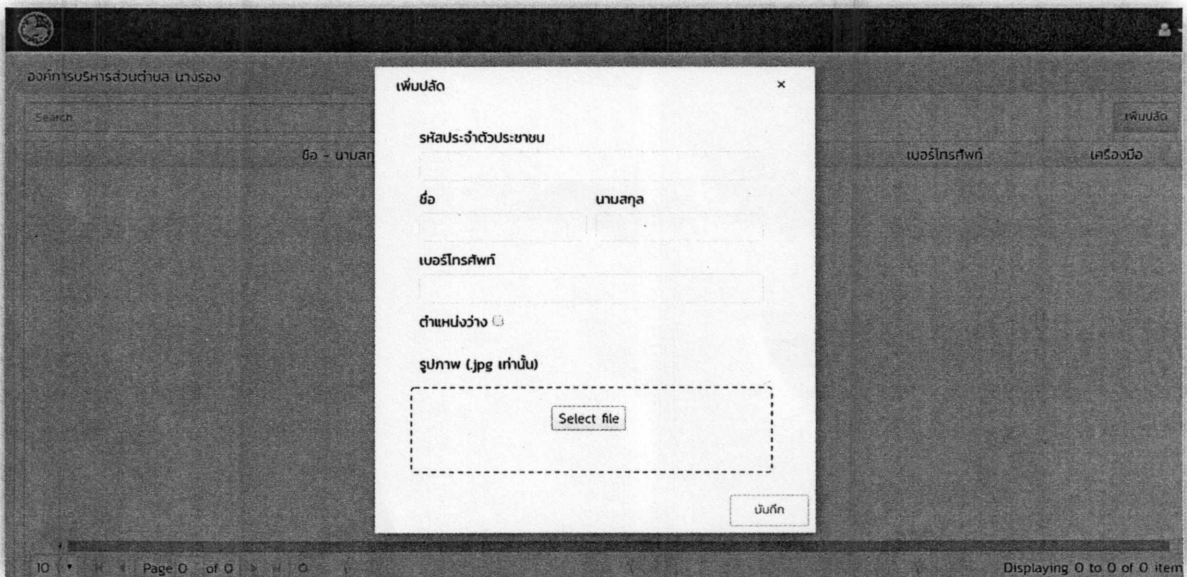 องค์การบริหารส่วนตำบล นางรอง
Search
เพิ่มปลัด
ชื่อ - นามสกุ
เบอร์โทรศัพท์
เครื่องมือ
เพิ่มปลัด ×
รหัสประจำตัวประชาชน
ชื่อ นามสกุล
เบอร์โทรศัพท์
ตำแหน่งว่าง
รูปภาพ (.jpg เท่านั้น)
Select file
บันทึก
10 Page 0 of 0
Displaying 0 to 0 of 0 item